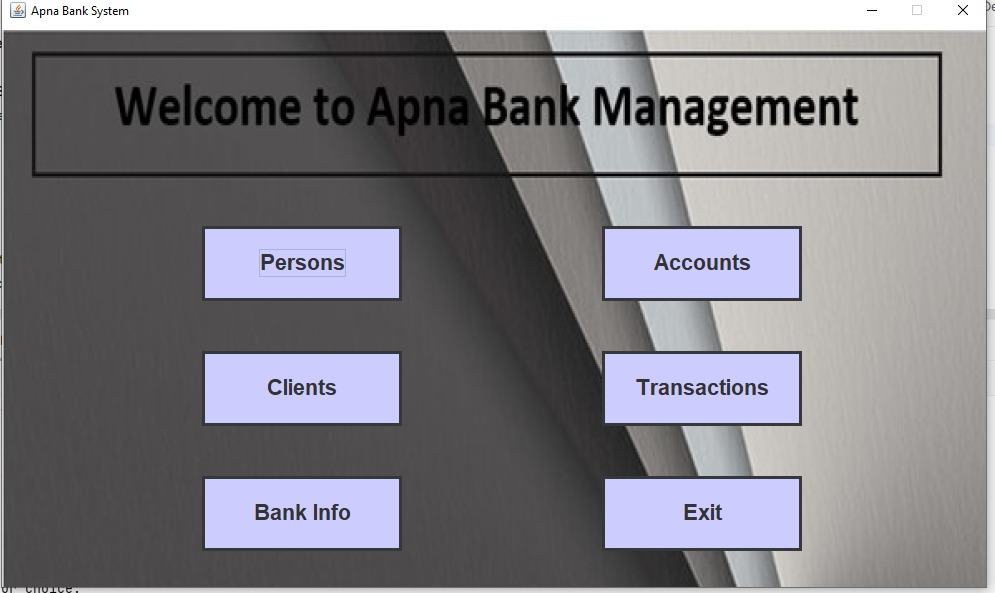 Apna Bank System
Welcome to Apna Bank Management
Persons
Accounts
Clients
Transactions
Bank Info
Exit
or choice: